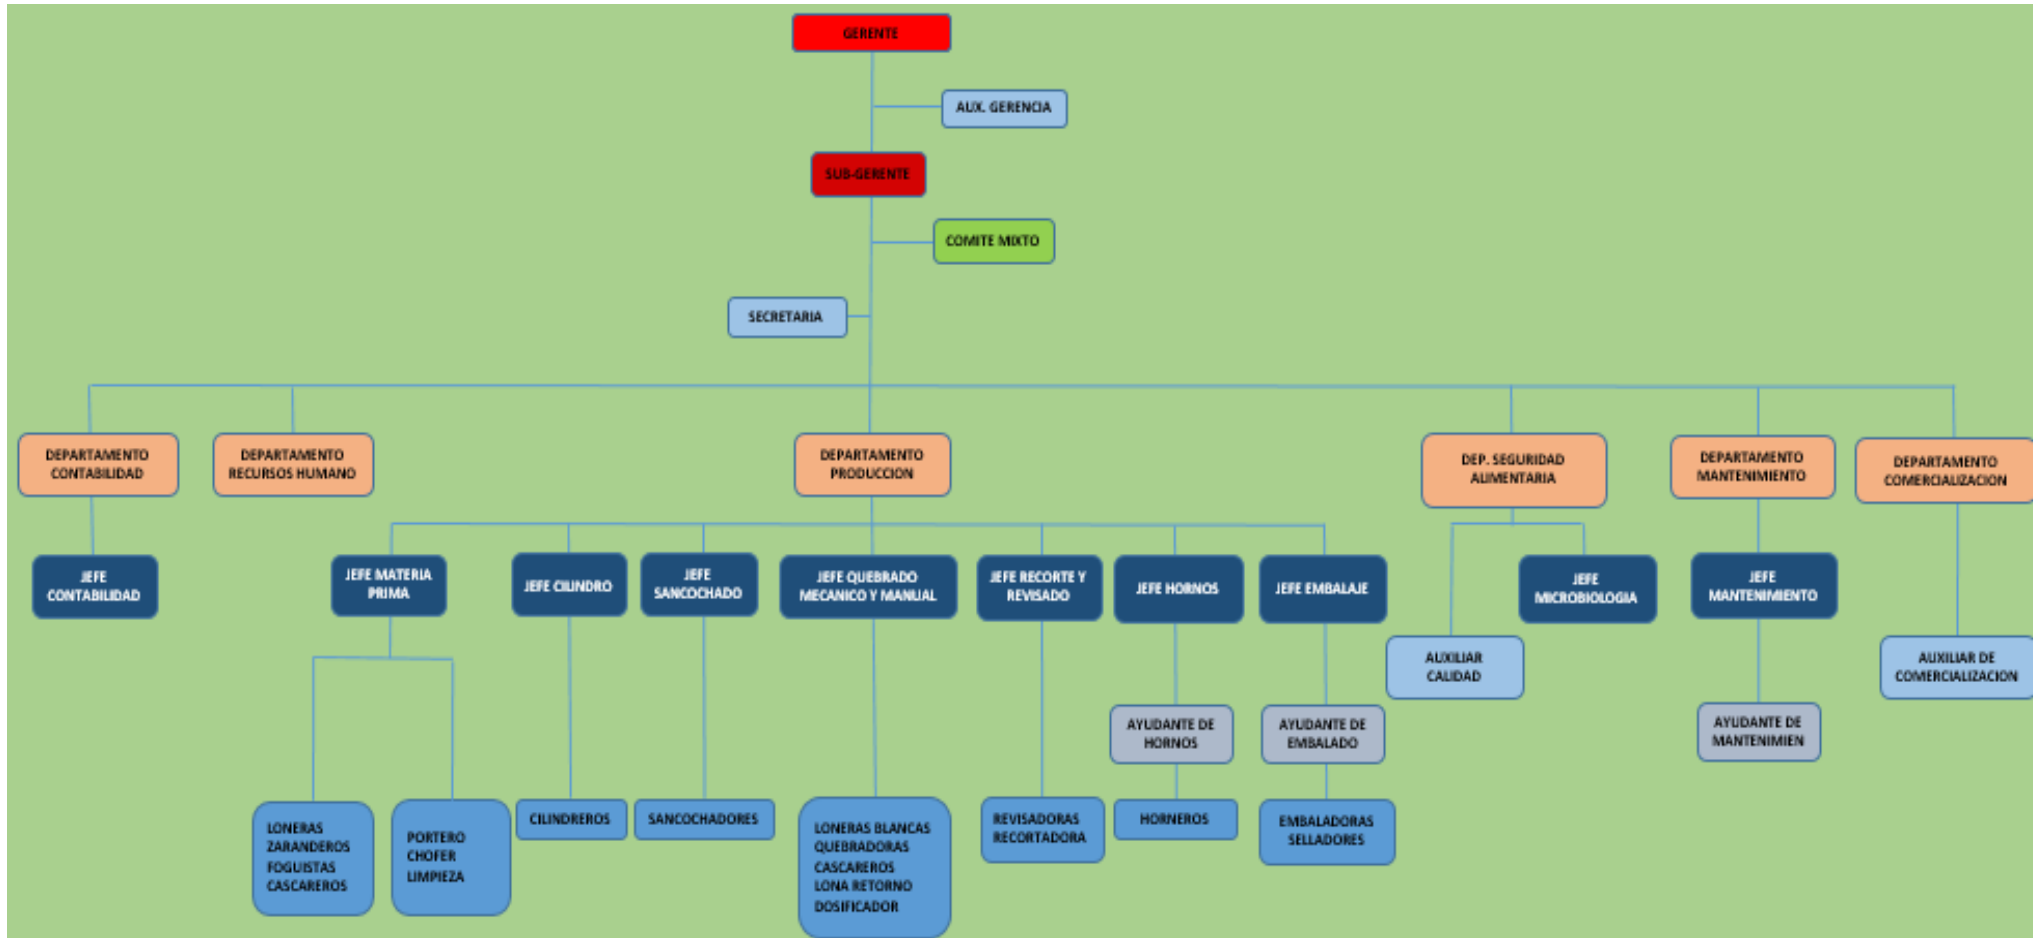 GERENTE
AUX. GERENCIA
SUB-GERENTE
COMITE MIXTO
SECRETARIA
DEPARTAMENTO
CONTABILIDAD
DEPARTAMENTO
RECURSOS HUMANO
DEPARTAMENTO
PRODUCCION
DEP. SEGURIDAD
ALIMENTARIA
DEPARTAMENTO
MANTENIMIENTO
DEPARTAMENTO
COMERCIALIZACION
JEFE
CONTABILIDAD
JEFE MATERIA
PRIMA
JEFE CILINDRO
JEFE
SANCOCHADO
JEFE QUEBRADO
MECANICO Y MANUAL
JEFE RECORTE Y
REVISADO
JEFE HORNOS
JEFE EMBALAJE
JEFE
MICROBIOLOGIA
JEFE
MANTENIMIENTO
AUXILIAR
CALIDAD
AUXILIAR DE
COMERCIALIZACION
AYUDANTE DE
HORNOS
AYUDANTE DE
EMBALADO
AYUDANTE DE
MANTENIMIEN
LONERAS
ZARANDEROS
FOGUISTAS
CASCAREROS
PORTERO
CHOFER
LIMPIEZA
CILINDREROS
SANCOCHADORES
LONERAS BLANCAS
QUEBRADORAS
CASCAREROS
LONA RETORNO
DOSIFICADOR
REVISADORAS
RECORTADORA
HORNEROS
EMBALADORAS
SELLADORES